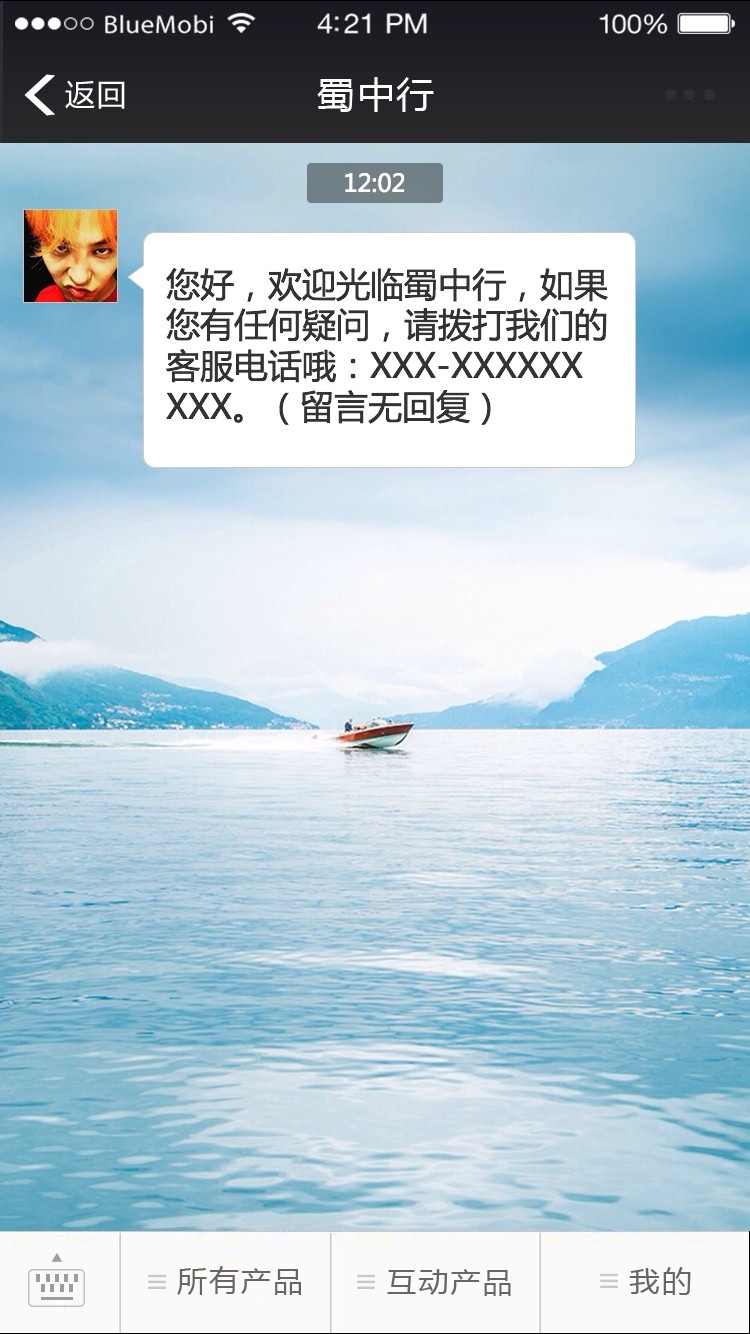 BlueMobi 4:21 PM 100%
返回 蜀中行
12:02
您好，欢迎光临蜀中行，如果
您有任何疑问，请拨打我们的
客服电话哦：XXX-XXXXXX
XXX。（留言无回复）
所有产品 互动产品 我的